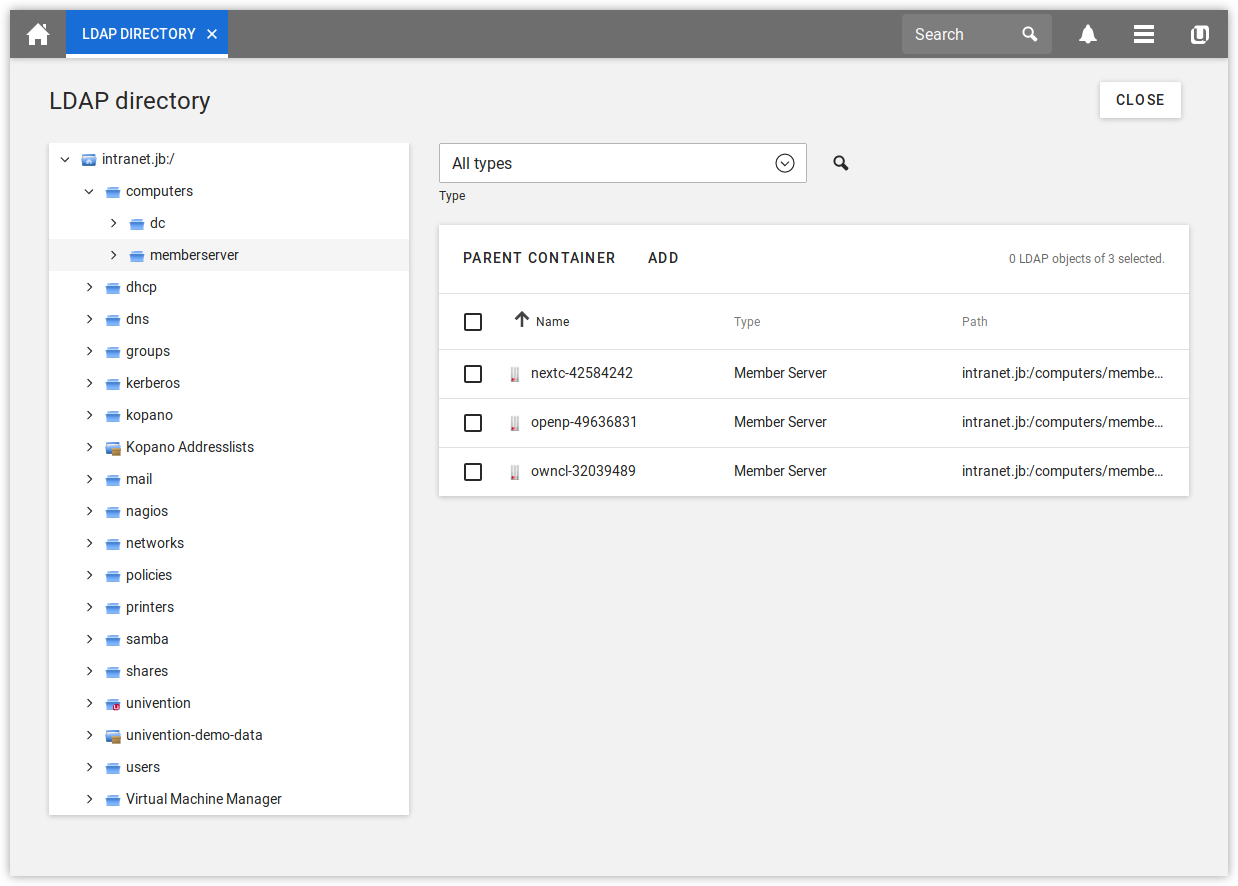 LDAP DIRECTORY
Search
LDAP directory
CLOSE
intranet.jb:/
computers
dc
memberserver
dhcp
dns
groups
kerberos
kopano
Kopano Addresslists
mail
nagios
networks
policies
printers
samba
shares
univention
univention-demo-data
users
Virtual Machine Manager
All types
Type
PARENT CONTAINER ADD 0 LDAP objects of 3 selected.
Name Type Path
nextc-42584242 Member Server intranet.jb:/computers/membe...
openp-49636831 Member Server intranet.jb:/computers/membe...
owncl-32039489 Member Server intranet.jb:/computers/membe...